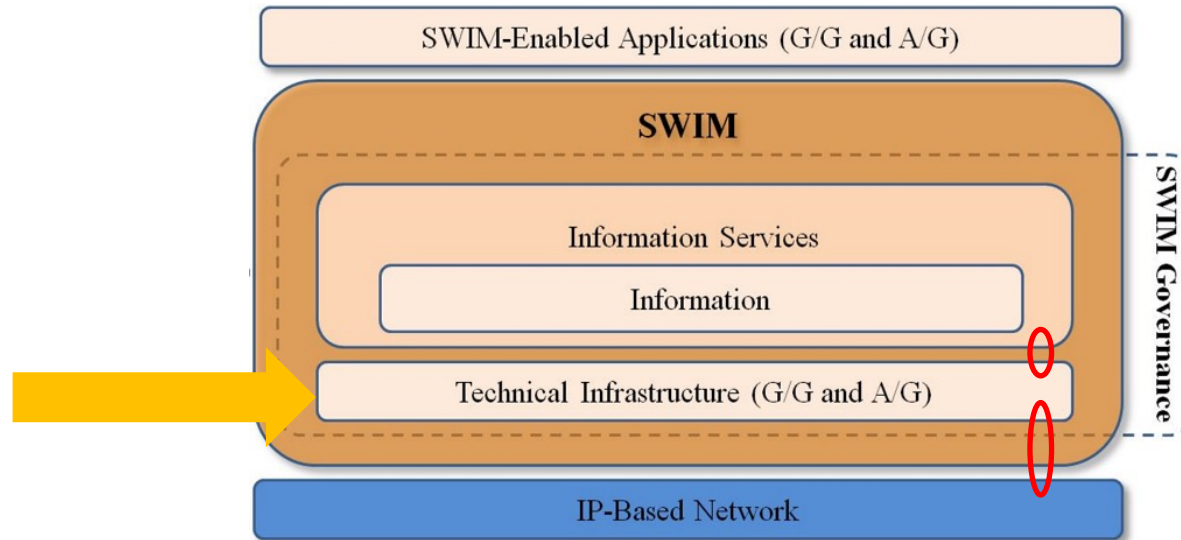 SWIM-Enabled Applications (G/G and A/G)
SWIM
Information Services
Information
Technical Infrastructure (G/G and A/G)
SWIM Governance
IP-Based Network